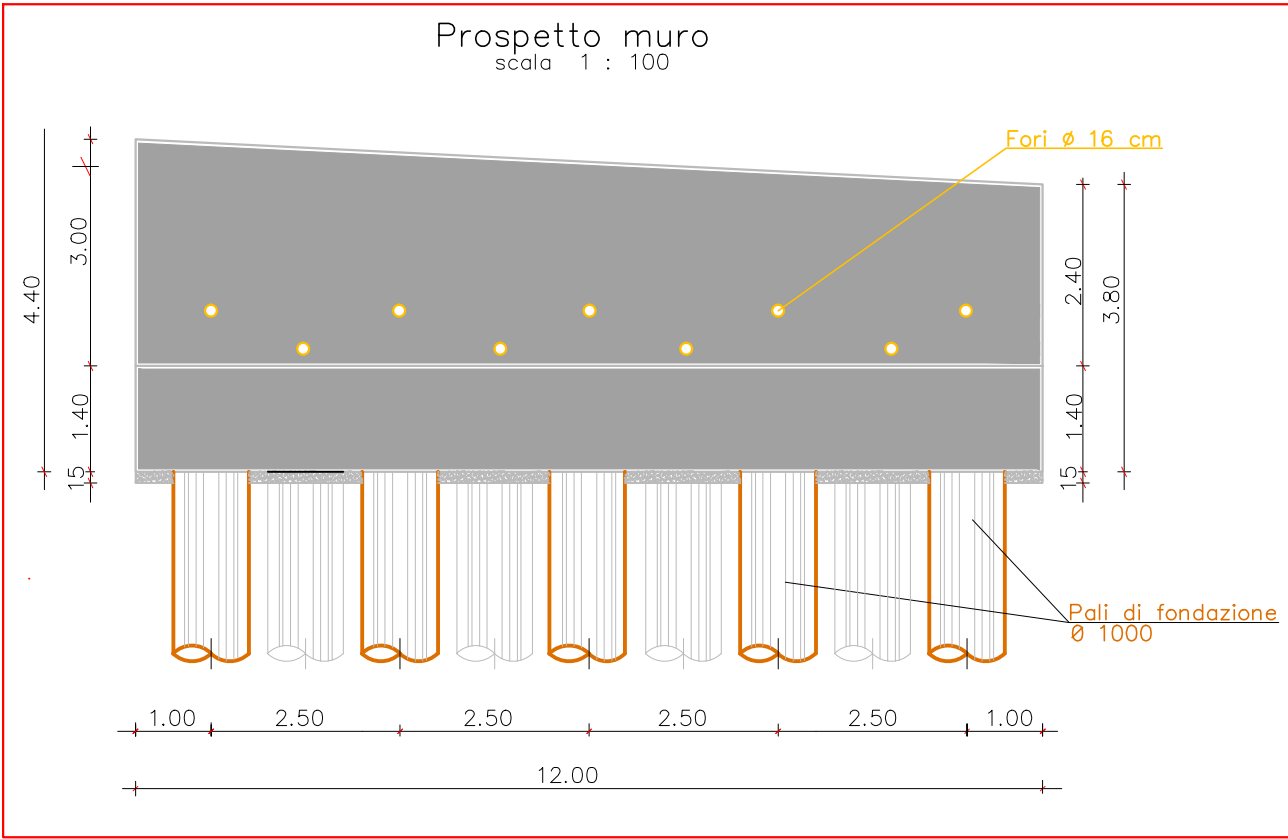 Prospetto muro
scala 1 : 100
Fori ø 16 cm
4.40
3.00
1.40
15
2.40
3.80
1.40
15
Pali di fondazione
Ø 1000
1.00 2.50 2.50 2.50 2.50 1.00
12.00